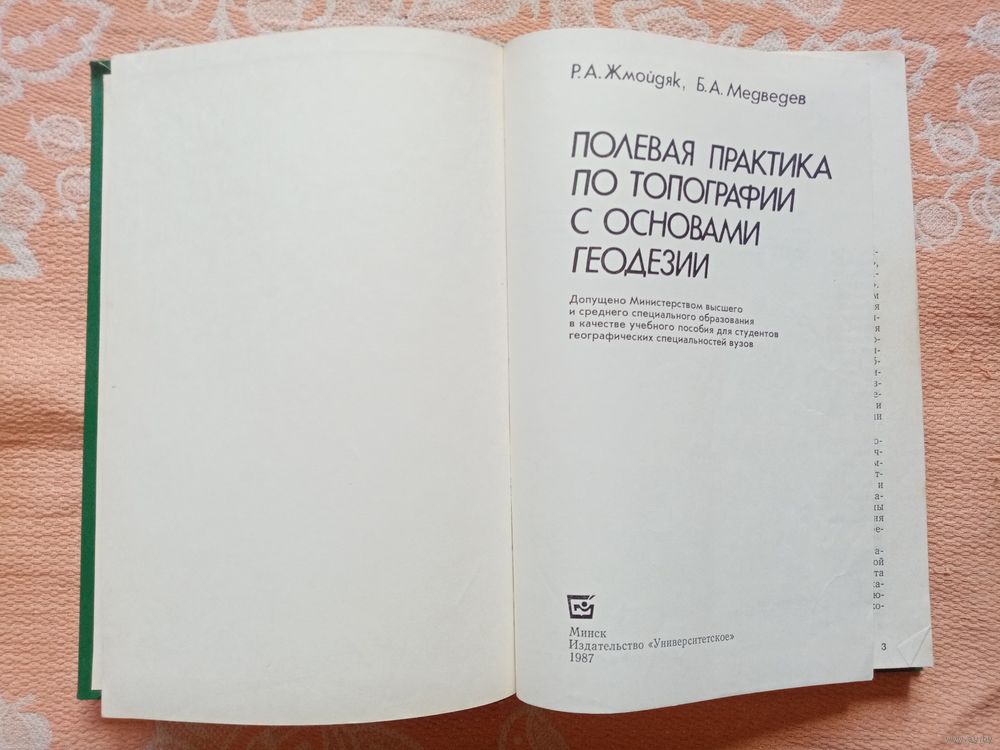 Р.А. Жмойдяк, Б.А. Медведев
ПОЛЕВАЯ ПРАКТИКА
ПО ТОПОГРАФИИ
С ОСНОВАМИ
ГЕОДЕЗИИ
Допущено Министерством высшего
и среднего специального образования
в качестве учебного пособия для студентов
географических специальностей вузов
Минск
Издательство «Университетское»
1987
3